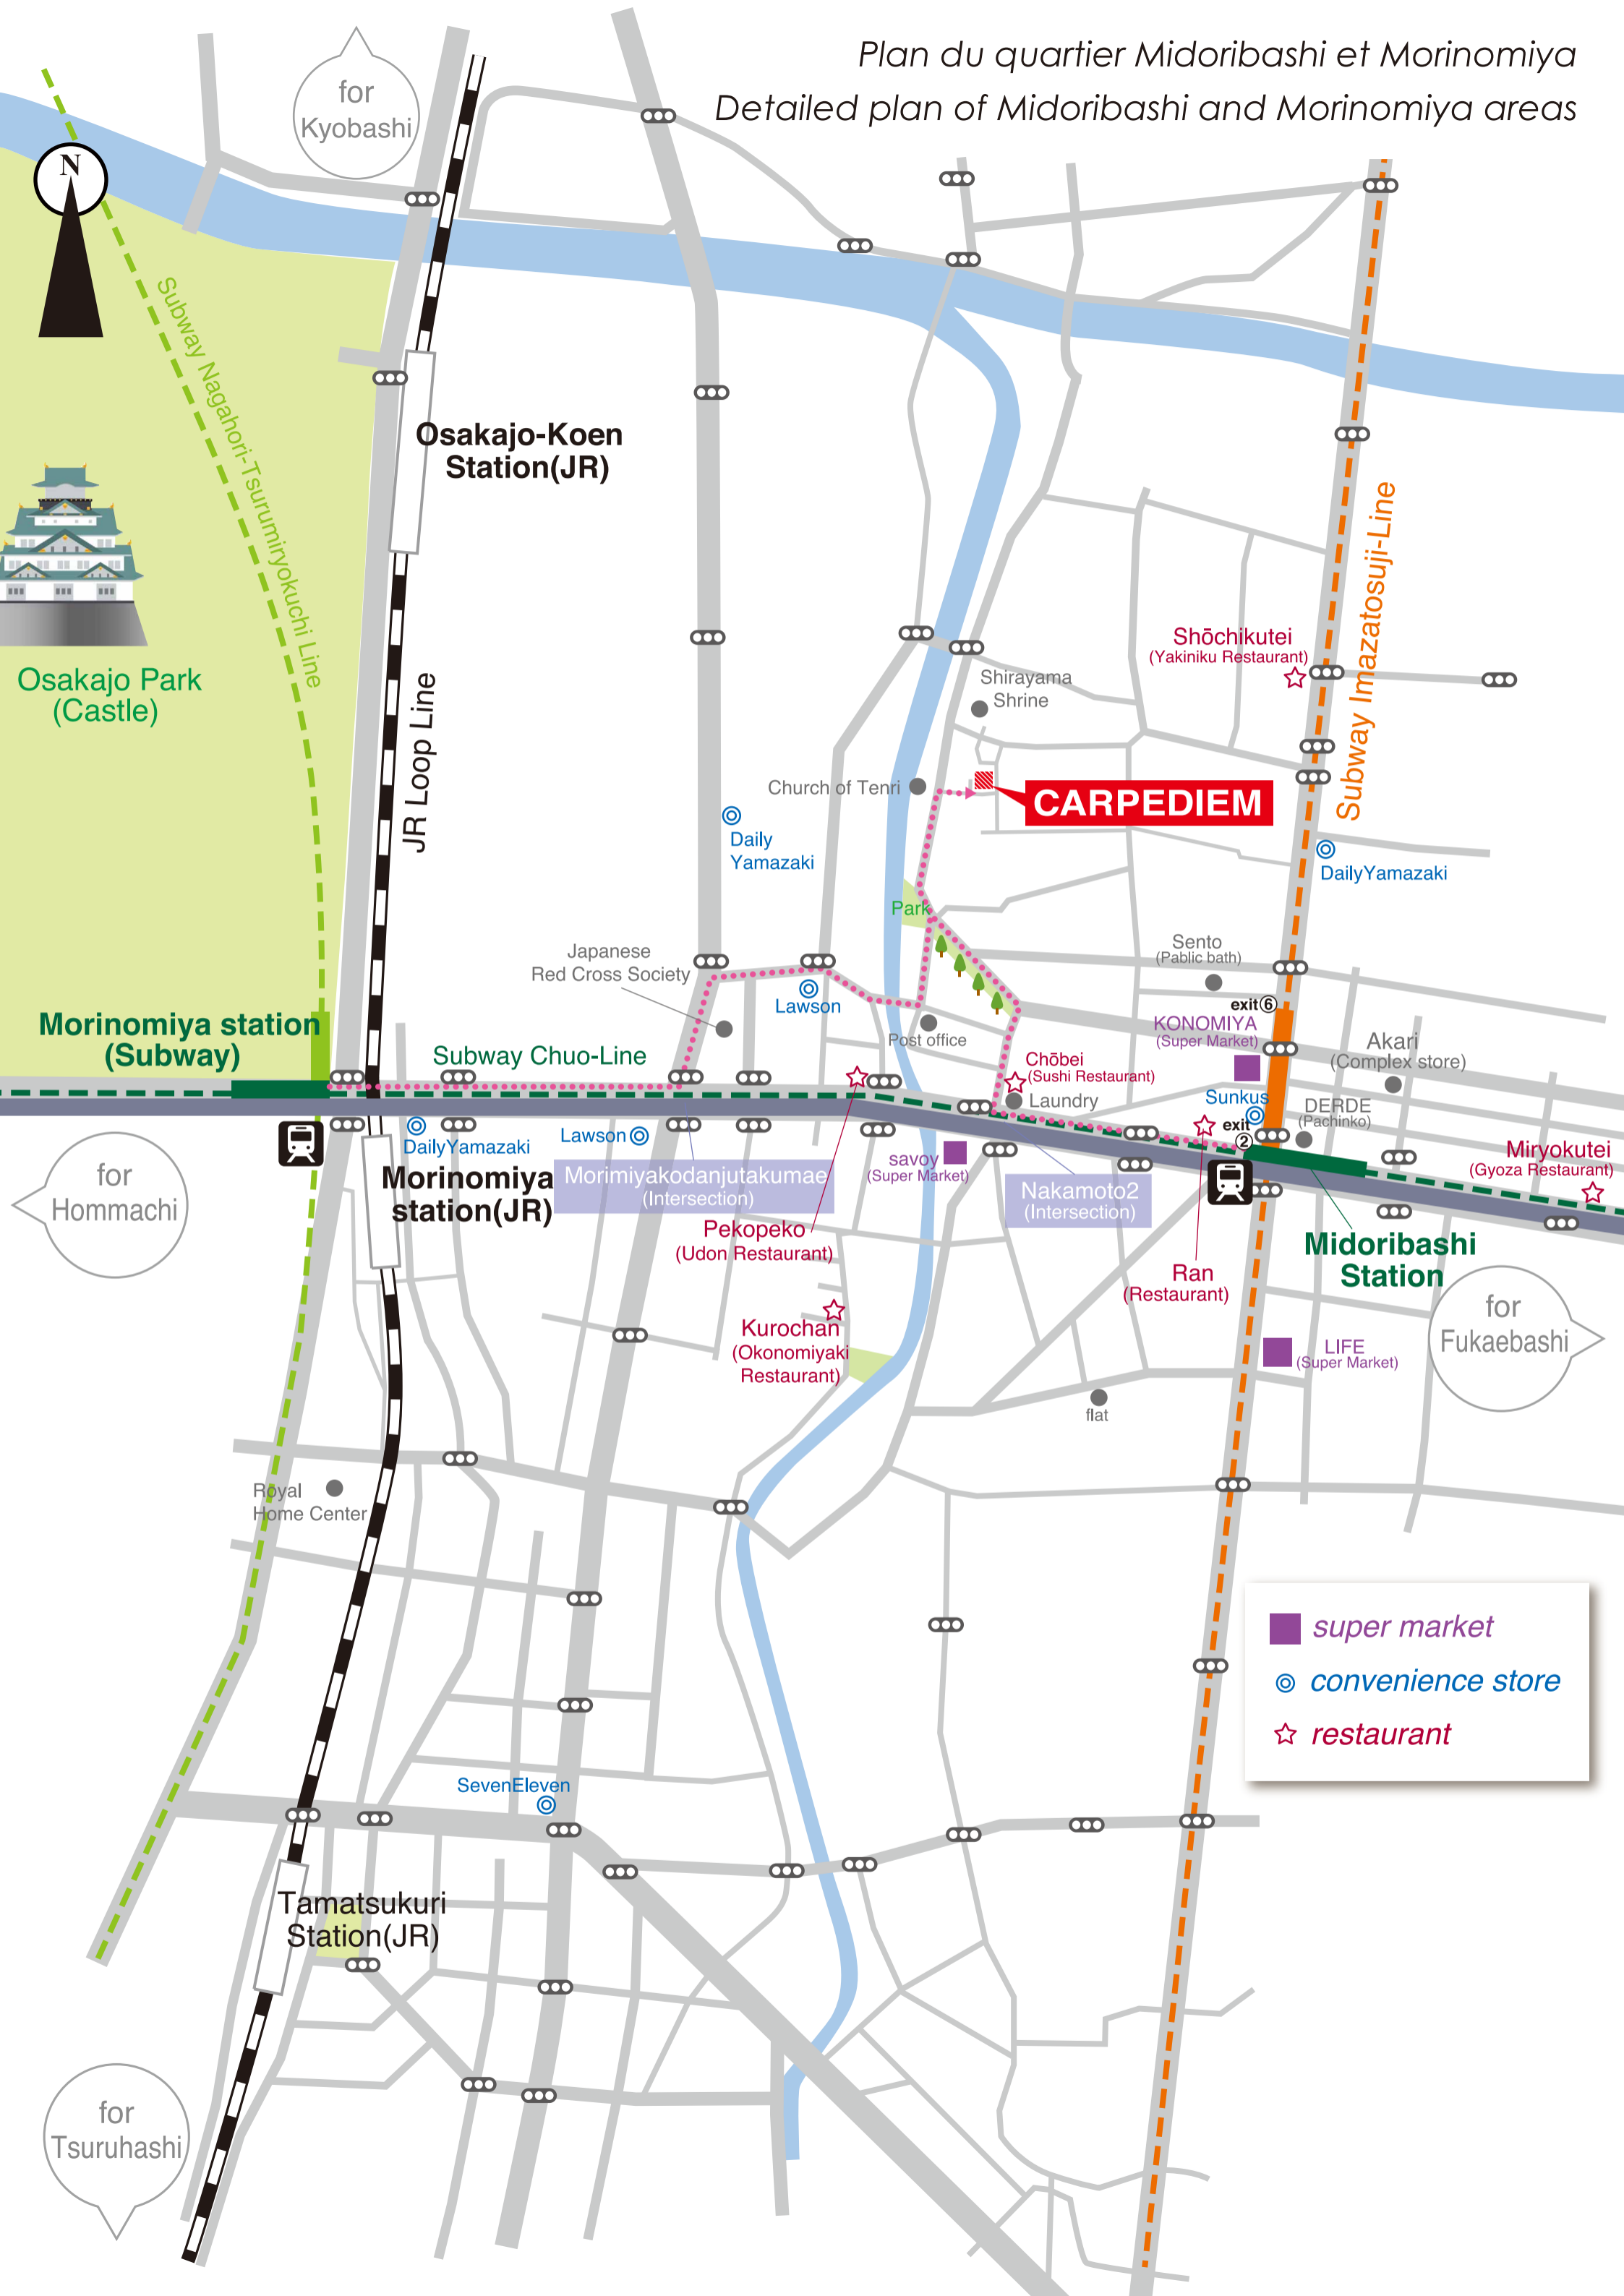 Plan du quartier Midoribashi et Morinomiya
Detailed plan of Midoribashi and Morinomiya areas
for
Kyobashi
N
Subway Nagahori-Tsurumiryokuchi Line
Osakajo-Koen
Station(JR)
Subway Imazatosuji-Line
Shōchikutei
(Yakiniku Restaurant)
Osakajo Park
(Castle)
JR Loop Line
Shirayama
Shrine
Church of Tenri
CARPEDIEM
Daily
Yamazaki
DailyYamazaki
Park
Japanese
Red Cross Society
Sento
(Pablic bath)
Lawson
exit⑥
Morinomiya station
(Subway)
Subway Chuo-Line
Post office
KONOMIYA
(Super Market)
Akari
(Complex store)
Chōbei
(Sushi Restaurant)
Laundry
Sunkus
DERDE
(Pachinko)
exit
②
DailyYamazaki
Lawson
savoy
(Super Market)
Miryokutei
(Gyoza Restaurant)
for
Hommachi
Morinomiya
station(JR)
Morimiyakodanjutakumae
(Intersection)
Nakamoto2
(Intersection)
Pekopeko
(Udon Restaurant)
Midoribashi
Station
Ran
(Restaurant)
for
Fukaebashi
Kurochan
(Okonomiyaki
Restaurant)
LIFE
(Super Market)
flat
Royal
Home Center
super market
convenience store
restaurant
SevenEleven
Tamatsukuri
Station(JR)
for
Tsuruhashi